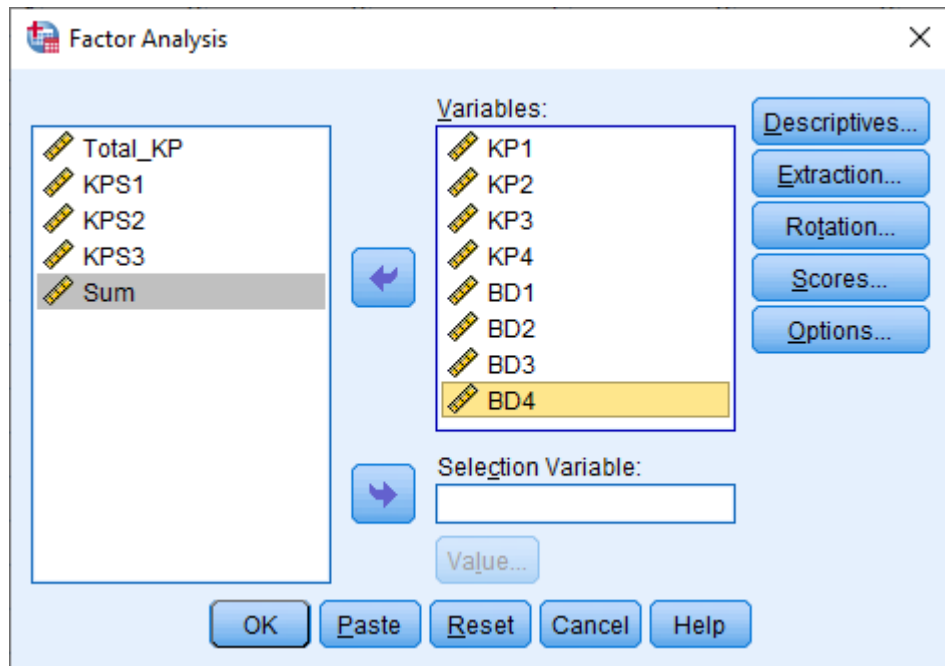 Factor Analysis
Total_KP
KPS1
KPS2
KPS3
Sum
Variables:
KP1
KP2
KP3
KP4
BD1
BD2
BD3
BD4
Selection Variable:
Value...
Descriptives...
Extraction...
Rotation...
Scores...
Options...
OK Paste Reset Cancel Help